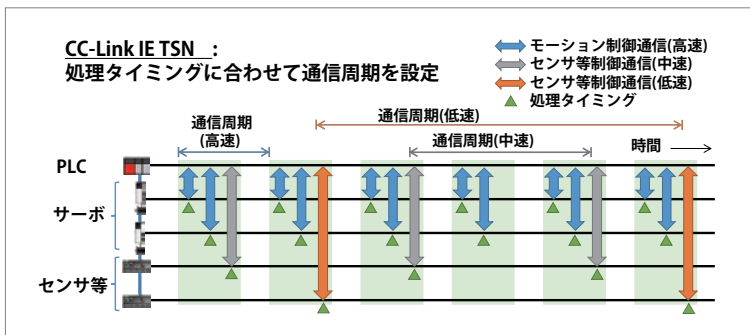 CC-Link IE TSN :
処理タイミングに合わせて通信周期を設定
モーション制御通信(高速)
センサ等制御通信(中速)
センサ等制御通信(低速)
処理タイミング
通信周期
(高速)
通信周期(低速)
通信周期(中速)
時間
PLC
サーボ
センサ等